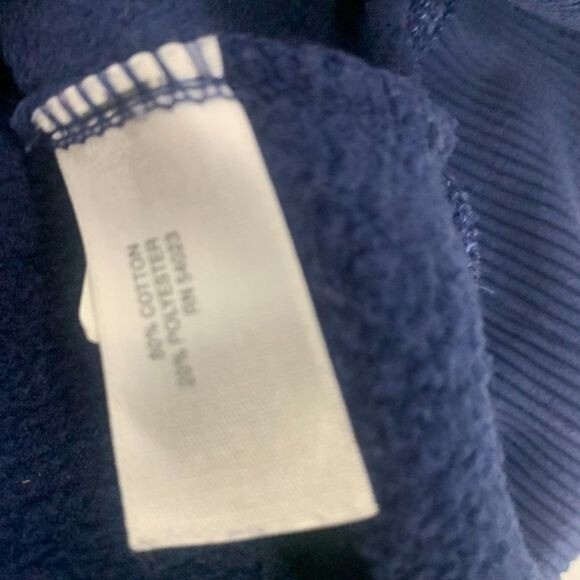 80% COTTON
20% POLYESTER
RN 54023